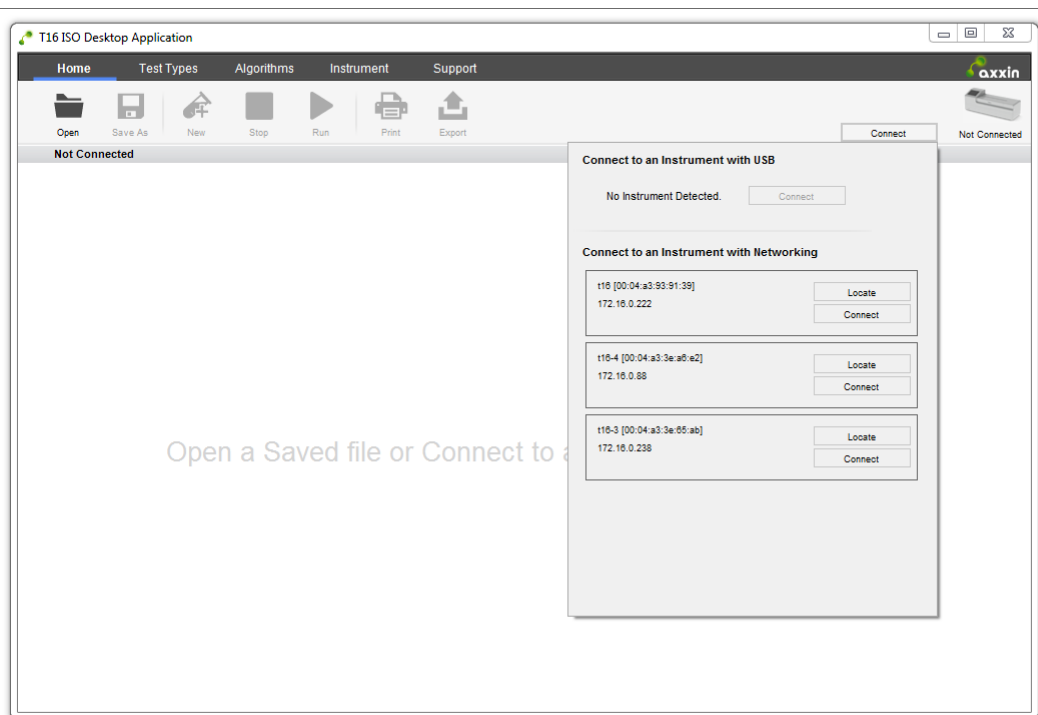 T16 ISO Desktop Application
Home Test Types Algorithms Instrument Support
axxin
Open Save As New Stop Run Print Export
Connect Not Connected
Not Connected
Connect to an Instrument with USB
No Instrument Detected. Connect
Connect to an Instrument with Networking
t16 [00:04:a3:93:91:39]
Locate
172.16.0.222
Connect
t16-4 [00:04:a3:3e:a6:e2]
Locate
172.16.0.88
Connect
t16-3 [00:04:a3:3e:65:ab]
Locate
172.16.0.238
Connect
Open a Saved file or Connect to